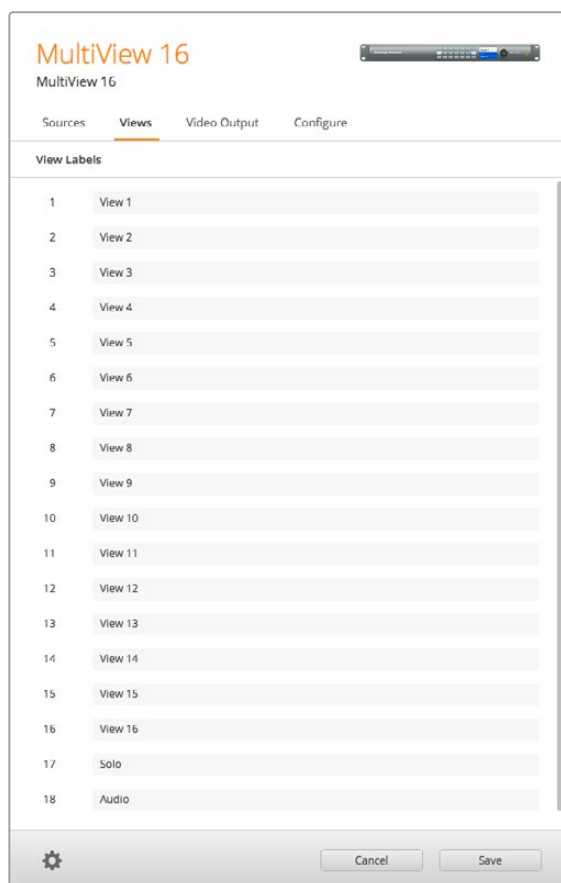 MultiView 16
MultiView 16
Sources Views Video Output Configure
View Labels
1 View 1
2 View 2
3 View 3
4 View 4
5 View 5
6 View 6
7 View 7
8 View 8
9 View 9
10 View 10
11 View 11
12 View 12
13 View 13
14 View 14
15 View 15
16 View 16
17 Solo
18 Audio
Cancel Save